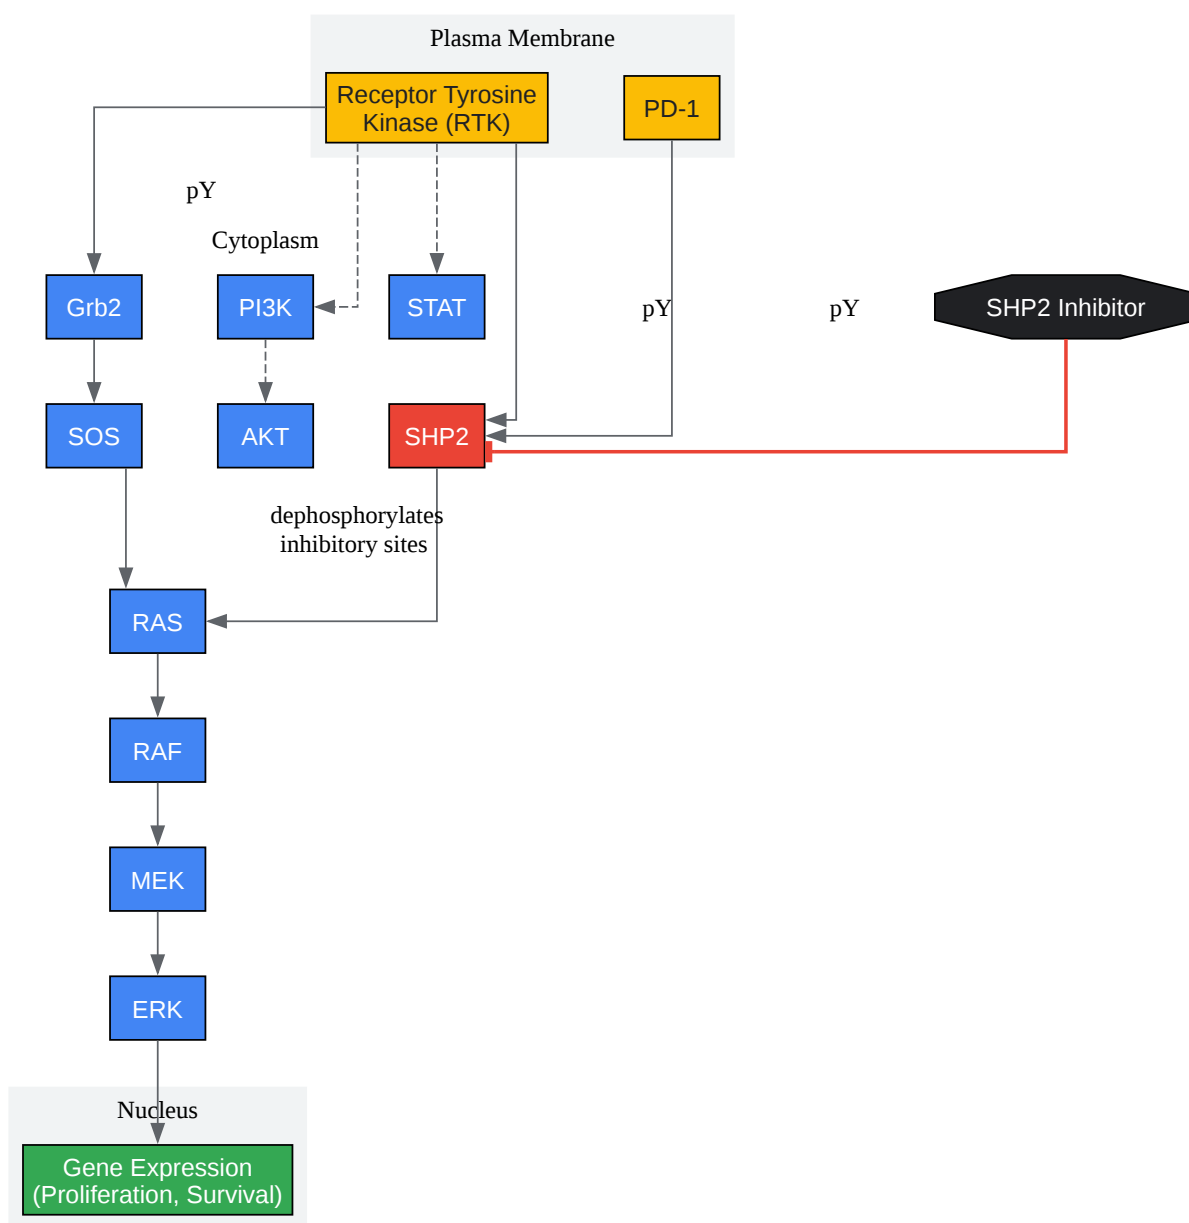 Plasma Membrane
Receptor Tyrosine
Kinase (RTK)
PD-1
pY
Cytoplasm
Grb2
PI3K
STAT
pY
pY
SHP2 Inhibitor
SOS
AKT
SHP2
dephosphorylates
inhibitory sites
RAS
RAF
MEK
ERK
Nucleus
Gene Expression
(Proliferation, Survival)